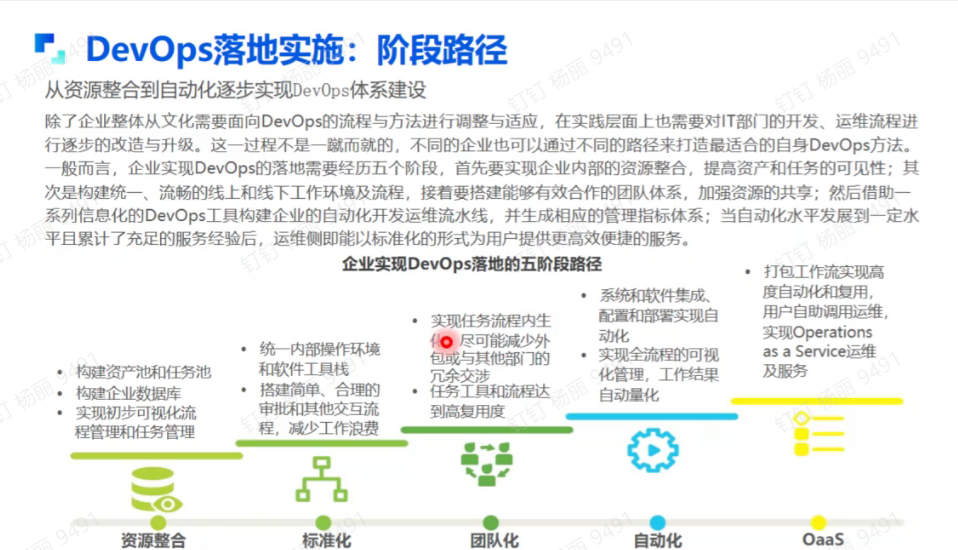 DevOps落地实施：阶段路径
从资源整合到自动化逐步实现DevOps体系建设
除了企业整体从文化需要面向DevOps的流程与方法进行调整与适应，在实践层面上也需要对IT部门的开发、运维流程进
行逐步的改造与升级。这一过程不是一蹴而就的，不同的企业也可以通过不同的路径来打造最适合的自身DevOps方法。
一般而言，企业实现DevOps的落地需要经历五个阶段，首先要实现企业内部的资源整合，提高资产和任务的可见性；其
次是构建统一、流畅的线上和线下工作环境及流程，接着要搭建能够有效合作的团队体系，加强资源的共享；然后借助一
系列信息化的DevOps工具构建企业的自动化开发运维流水线，并生成相应的管理指标体系；当自动化水平发展到一定水
平且累计了充足的服务经验后，运维侧即能以标准化的形式为用户提供更高效便捷的服务。
企业实现DevOps落地的五阶段路径
• 构建资产池和任务池
• 构建企业数据库
• 实现初步可视化流
程管理和任务管理
• 统一内部操作环境
和软件工具栈
• 搭建简单、合理的
审批和其他交互流
程，减少工作浪费
• 实现任务流程内生
化，尽可能减少外
包或与其他部门的
冗余交涉
• 任务工具和流程达
到高复用度
• 系统和软件集成、
配置和部署实现自
动化
• 实现全流程的可视
化管理，工作结果
自动量化
• 打包工作流实现高
度自动化和复用，
用户自助调用运维，
实现Operations
as a Service运维
及服务
资源整合
标准化
团队化
自动化
OaaS
钉钉 杨丽 9491